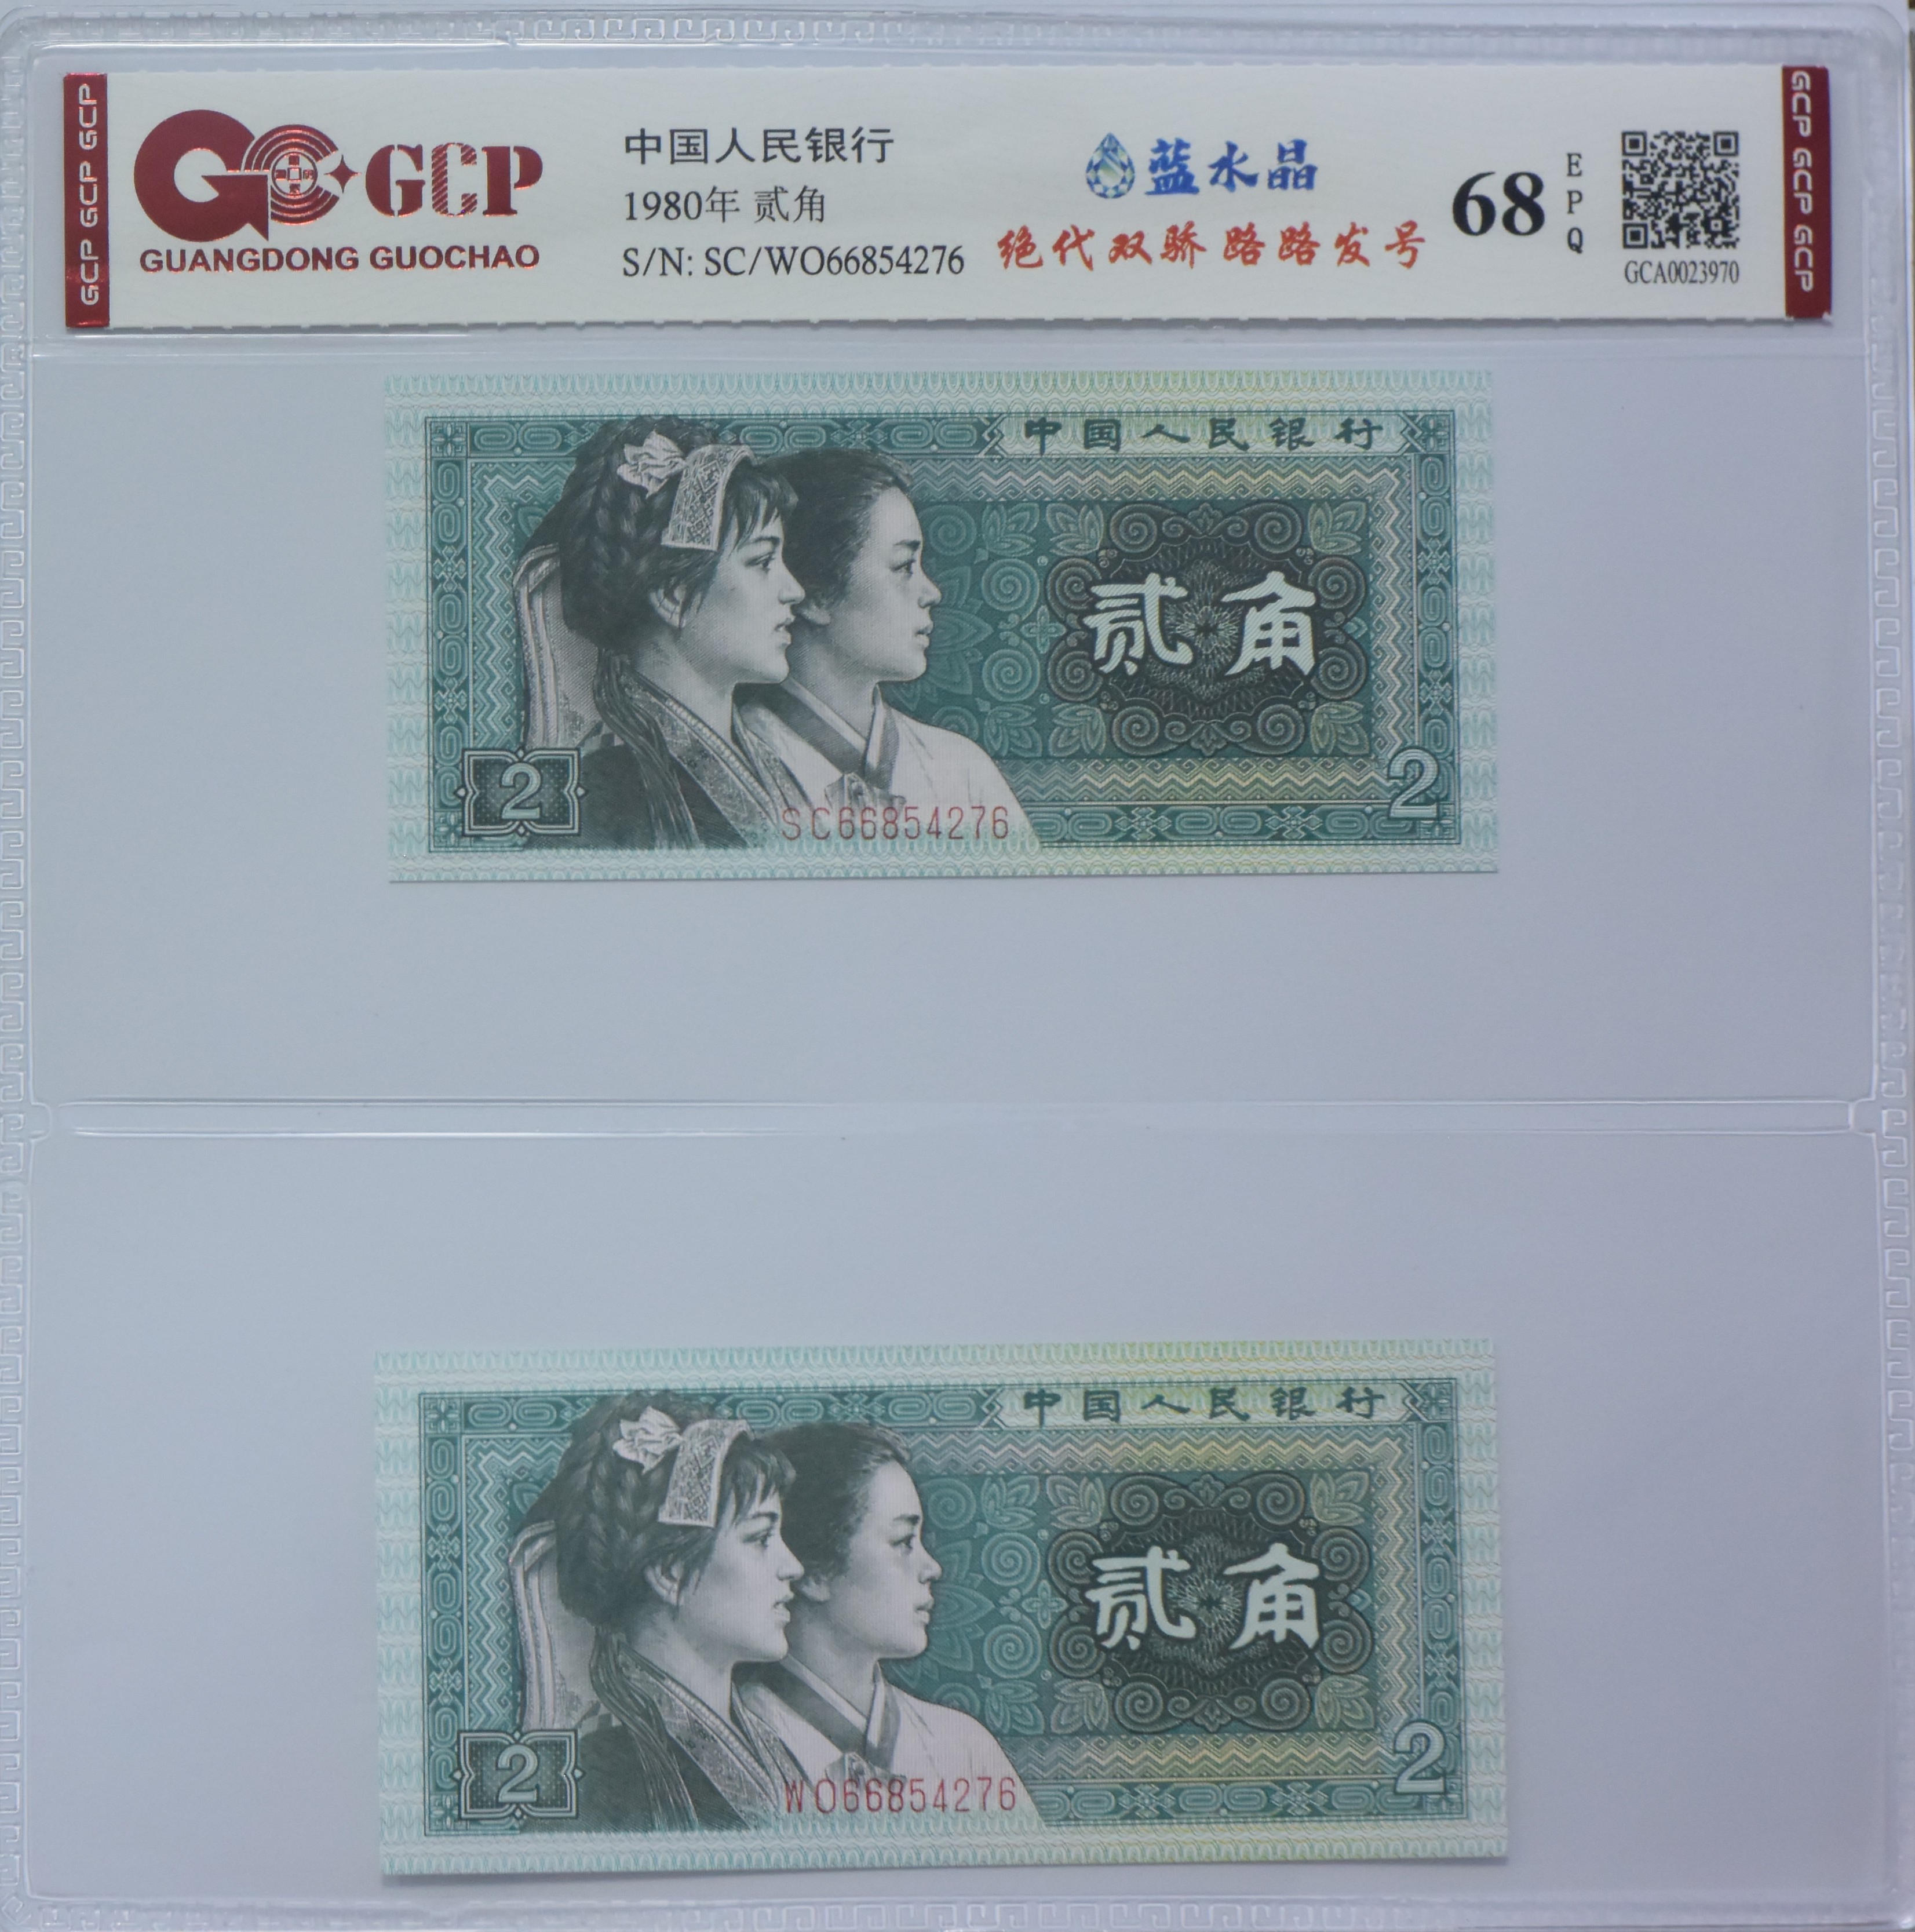 GCP GCP GCP
GCP
GUANGDONG GUOCHAO
中国人民银行
1980年 贰角
S/N: SC/WO66854276
蓝水晶
绝代双骄 路路发号
68
EPQ
GCA0023970
GCP GCP GCP
中国人民银行
贰角
2
SC66854276
2
中国人民银行
贰角
2
WO66854276
2